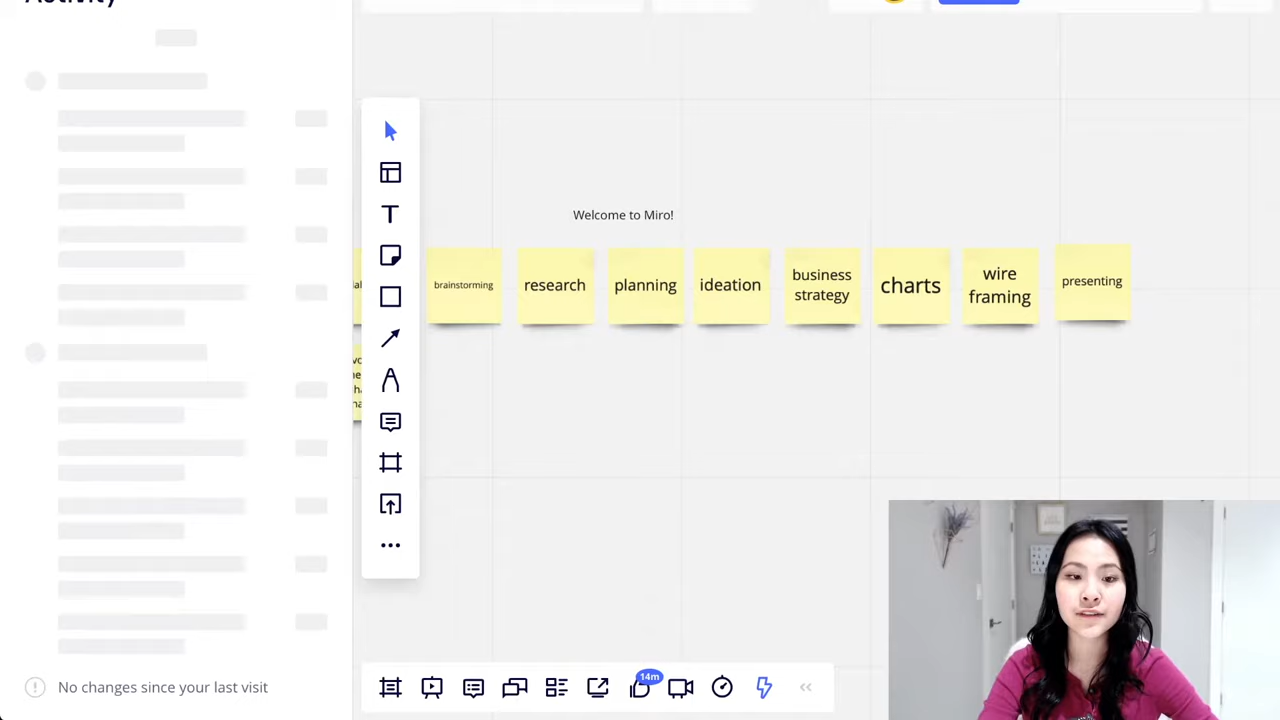 Welcome to Miro!
brainstorming
research
planning
ideation
business
strategy
charts
wire
framing
presenting
14m
No changes since your last visit